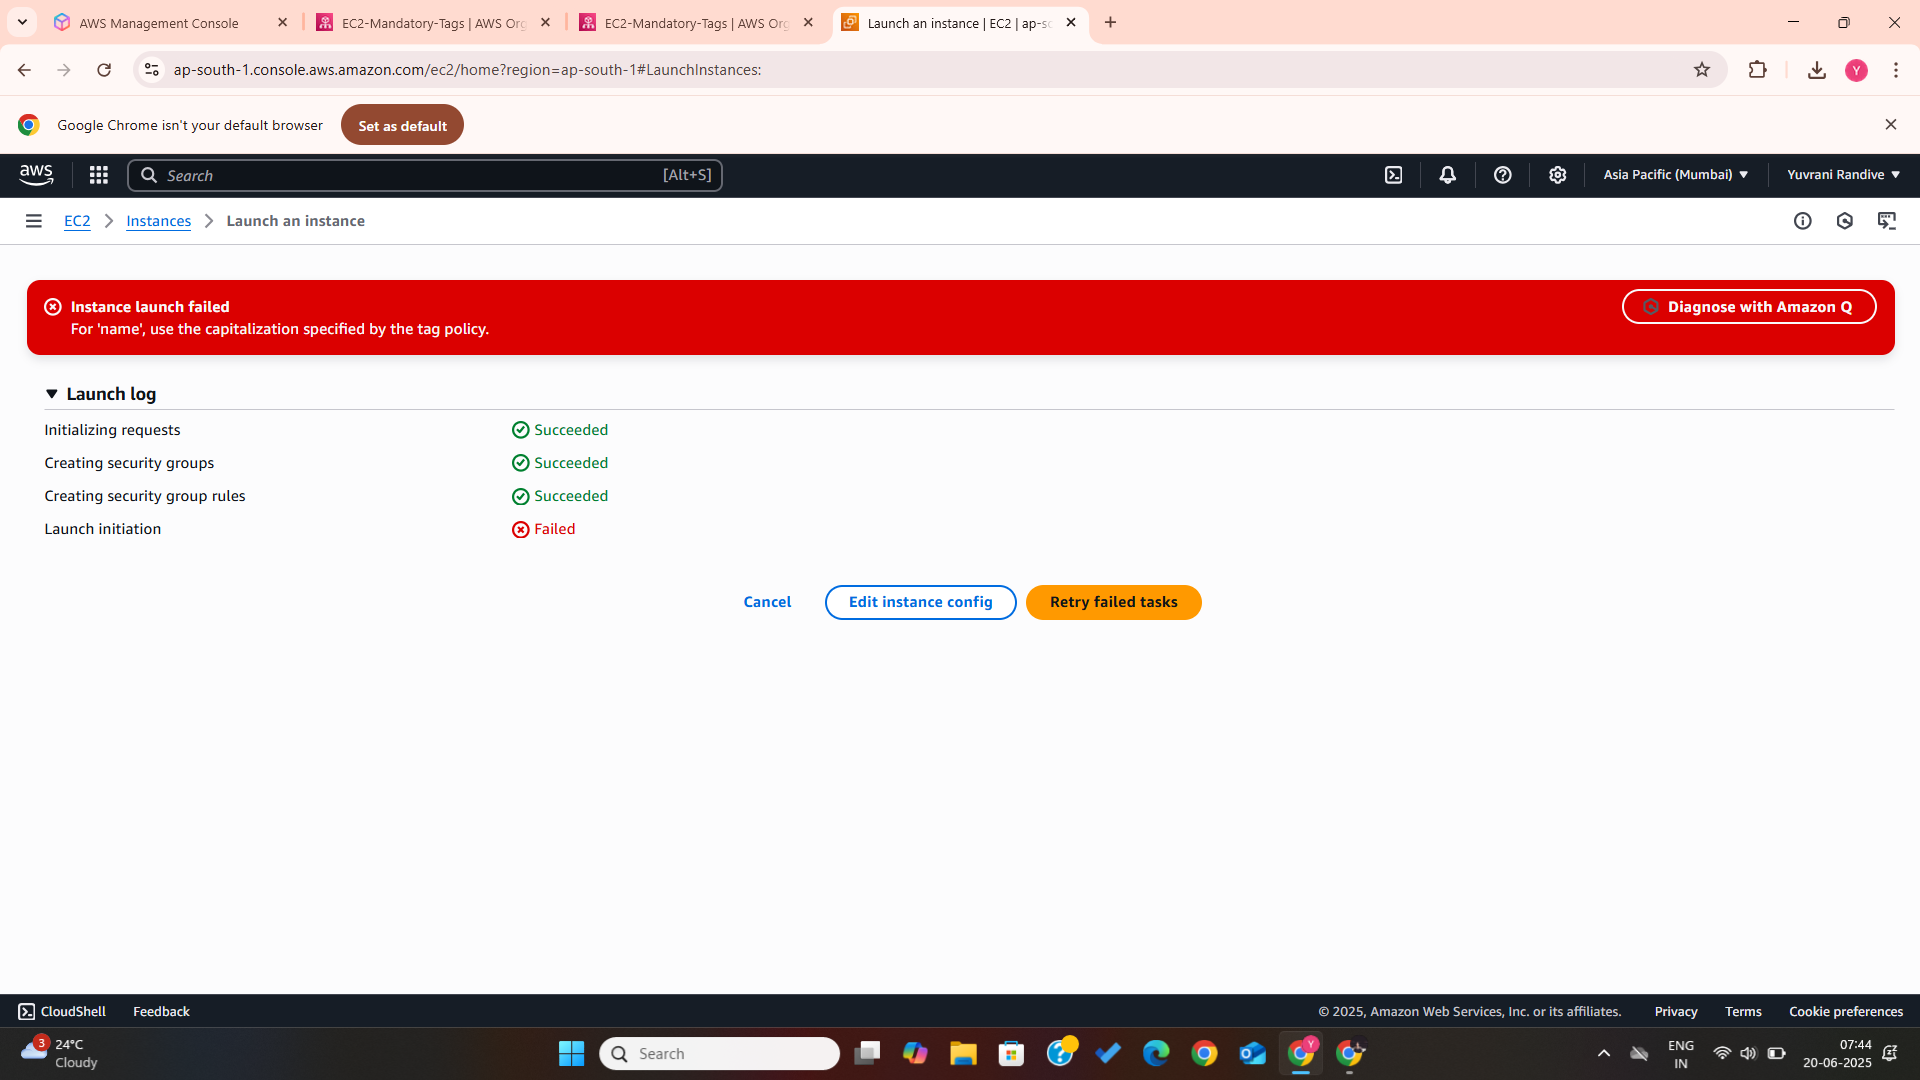 AWS Management Console
EC2-Mandatory-Tags | AWS Org
EC2-Mandatory-Tags | AWS Org
Launch an instance | EC2 | ap-so
ap-south-1.console.aws.amazon.com/ec2/home?region=ap-south-1#LaunchInstances:
Y
Google Chrome isn't your default browser
Set as default
aws
Search
[Alt+S]
Asia Pacific (Mumbai)
Yuvrani Randive
EC2
Instances
Launch an instance
Instance launch failed
For 'name', use the capitalization specified by the tag policy.
Diagnose with Amazon Q
Launch log
Initializing requests
Succeeded
Creating security groups
Succeeded
Creating security group rules
Succeeded
Launch initiation
Failed
Cancel
Edit instance config
Retry failed tasks
CloudShell
Feedback
© 2025, Amazon Web Services, Inc. or its affiliates.
Privacy
Terms
Cookie preferences
3
24°C
Cloudy
Search
Y
ENG
IN
07:44
20-06-2025